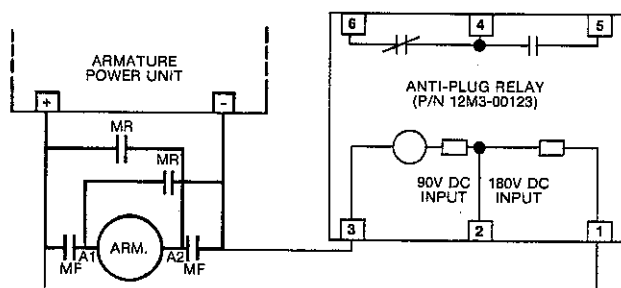 6 4 5
ARMATURE
POWER UNIT
ANTI-PLUG RELAY
(P/N 12M3-00123)
+ -
MR
MR
90V DC 180V DC
INPUT INPUT
3 2 1
A1 ARM. A2
MF MF